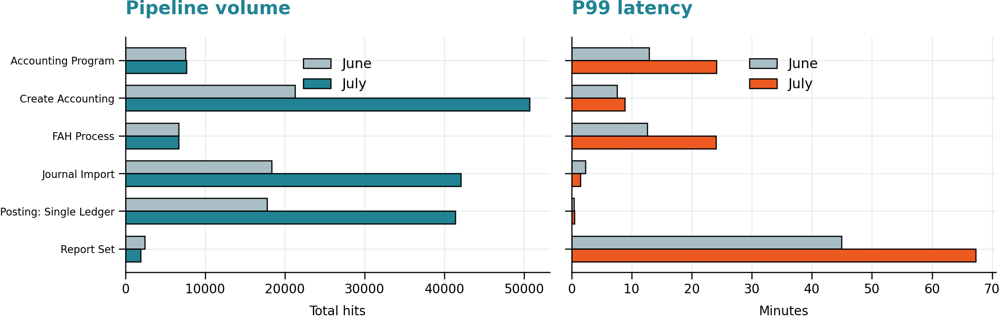 Pipeline volume
Accounting Program
Create Accounting
FAH Process
Journal Import
Posting: Single Ledger
Report Set
June
July
0 10000 20000 30000 40000 50000
Total hits
P99 latency
June
July
0 10 20 30 40 50 60 70
Minutes